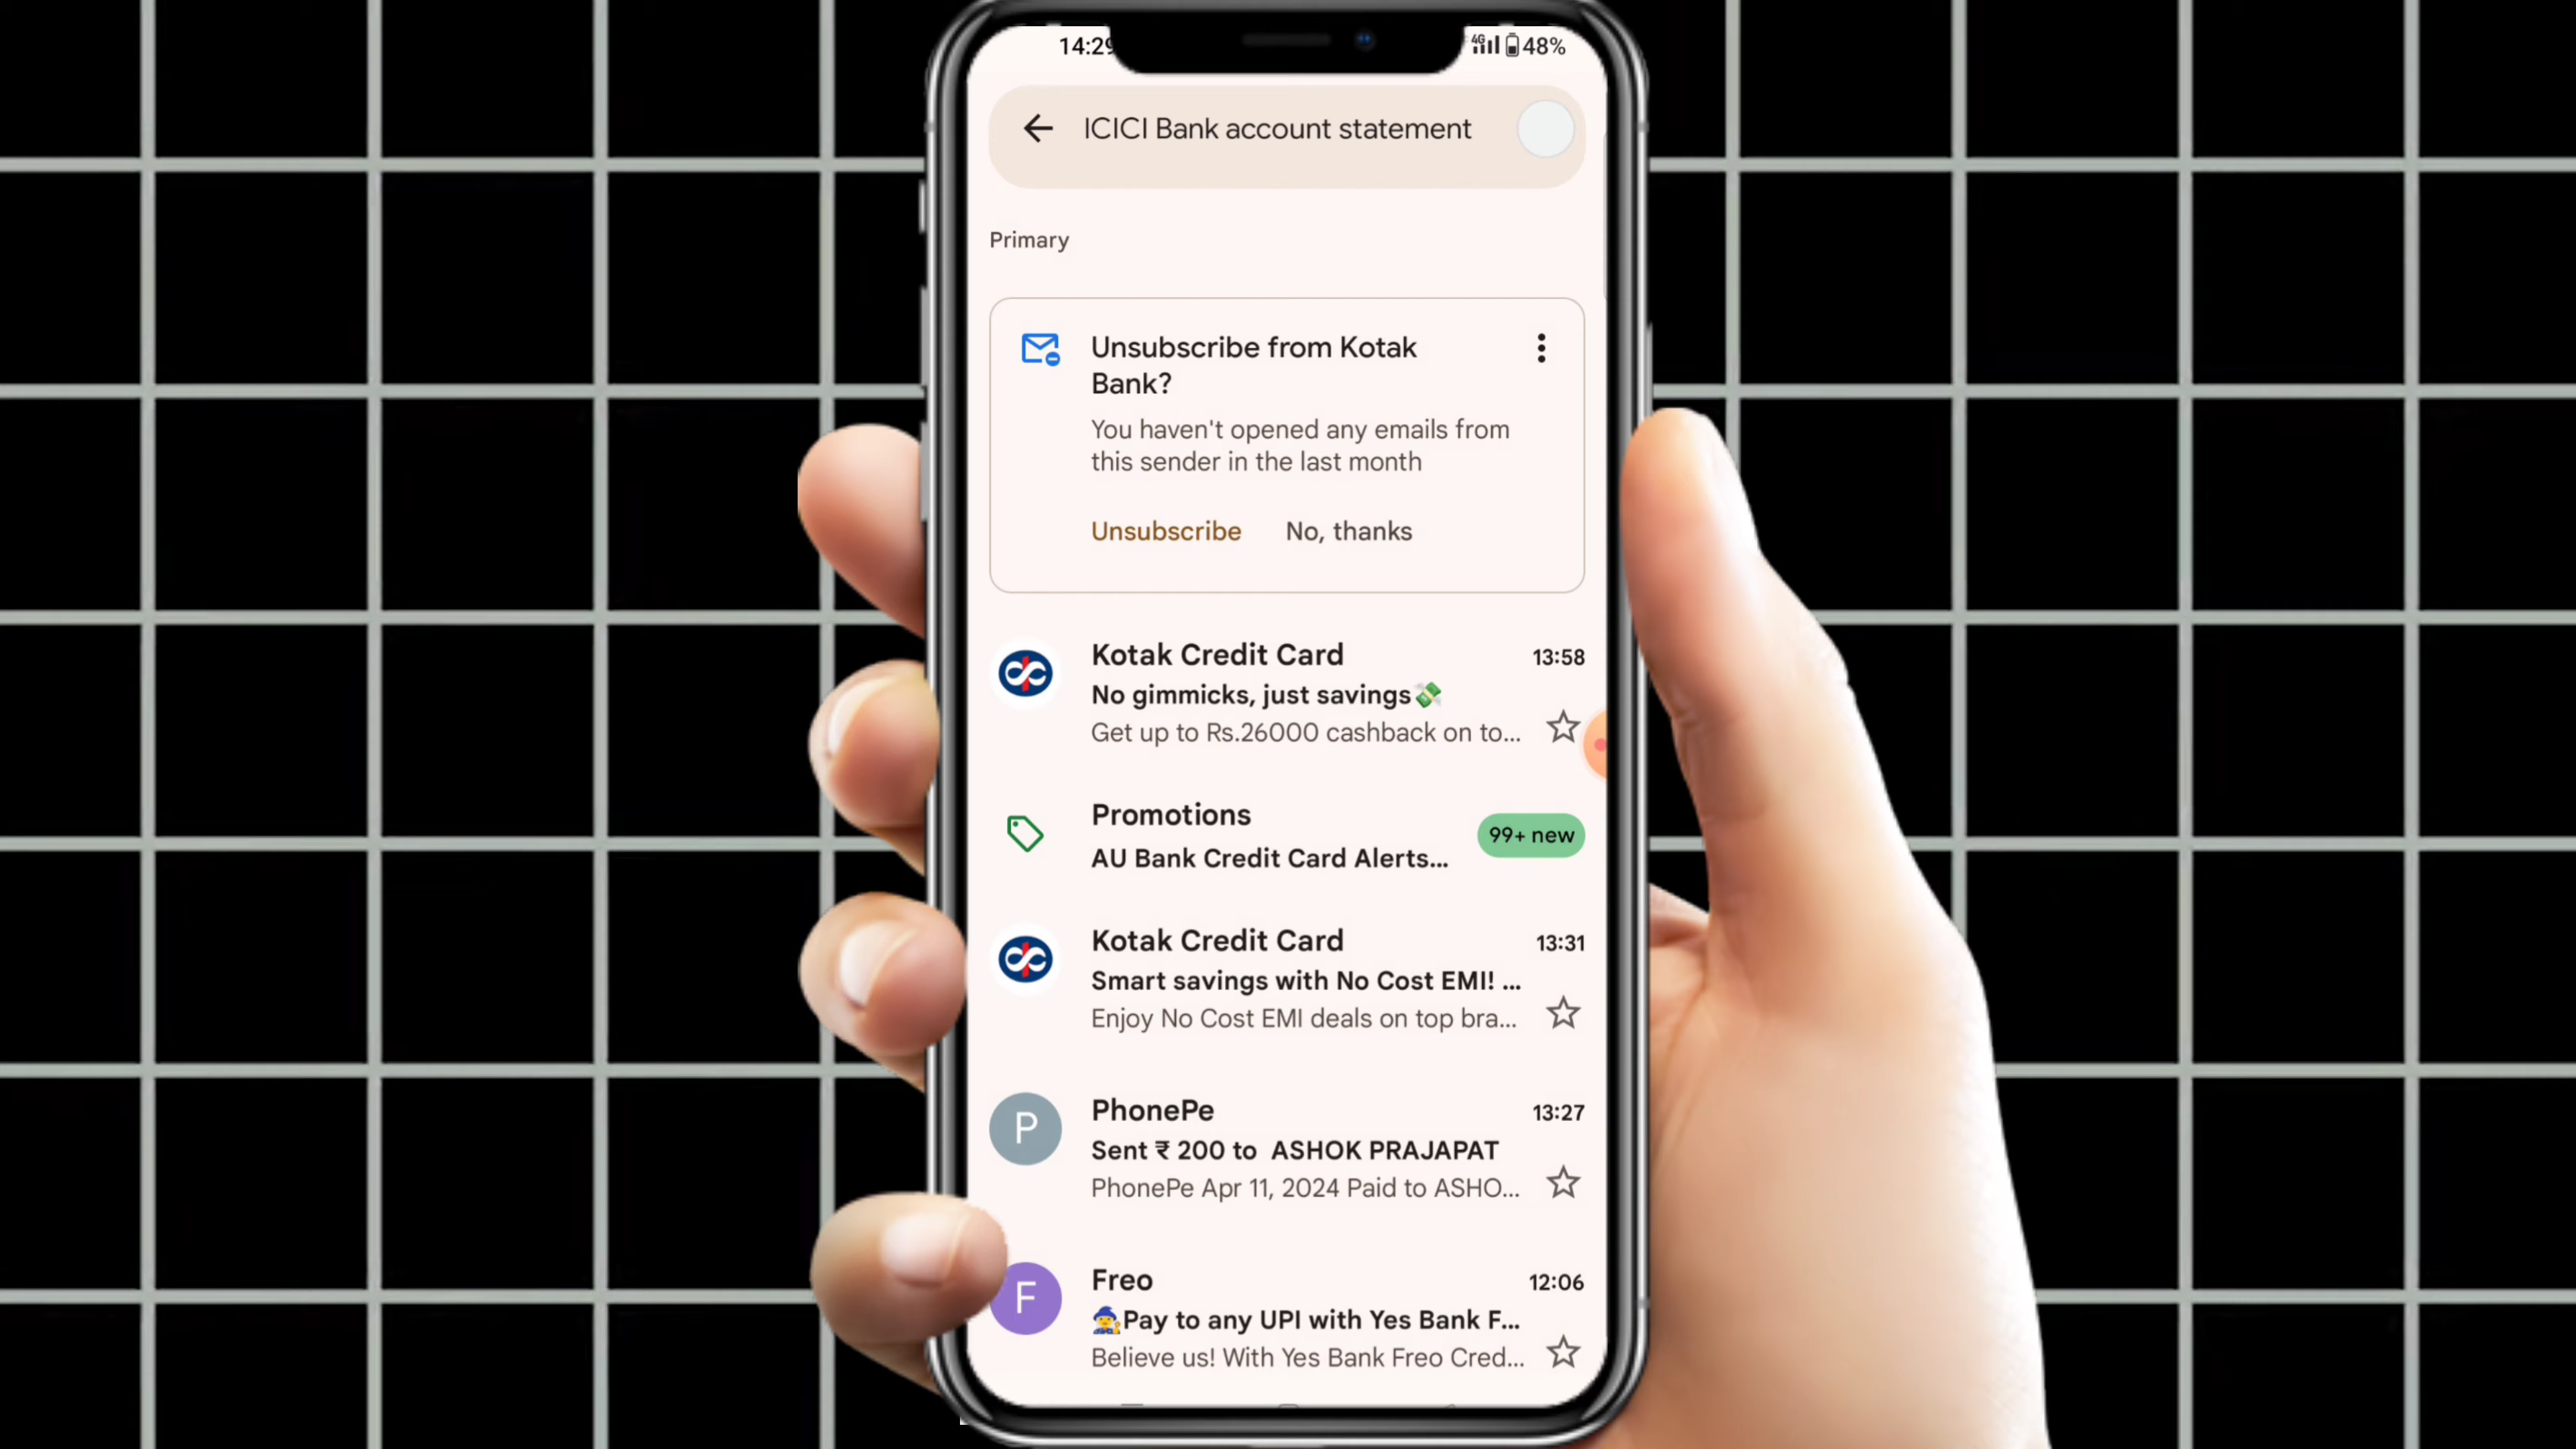 14:29
4G 48%
ICICI Bank account statement
Primary
Unsubscribe from Kotak
Bank?
You haven't opened any emails from
this sender in the last month
Unsubscribe No, thanks
Kotak Credit Card 13:58
No gimmicks, just savings💸
Get up to Rs.26000 cashback on to...
Promotions
99+ new
AU Bank Credit Card Alerts...
Kotak Credit Card 13:31
Smart savings with No Cost EMI! ...
Enjoy No Cost EMI deals on top bra...
P
PhonePe 13:27
Sent ₹ 200 to ASHOK PRAJAPAT
PhonePe Apr 11, 2024 Paid to ASHO...
F
Freo 12:06
🧙Pay to any UPI with Yes Bank F...
Believe us! With Yes Bank Freo Cred...